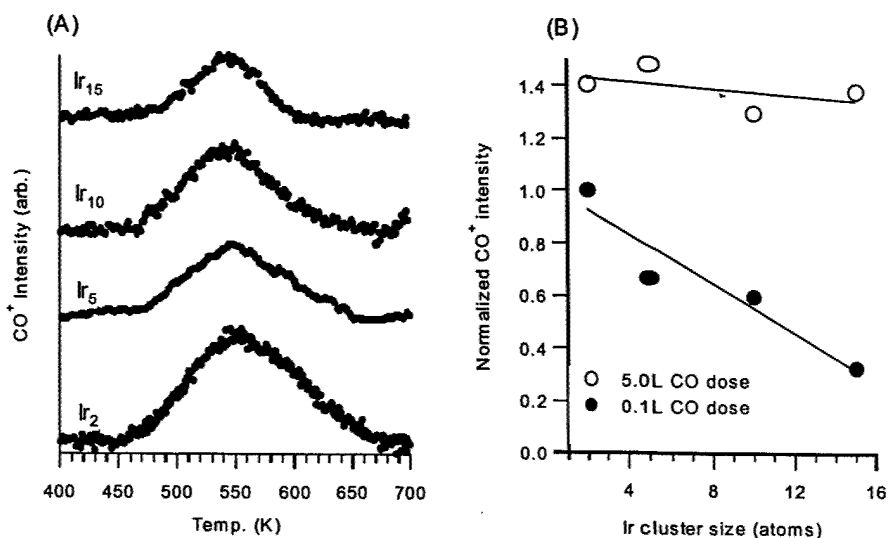 (A)
Ir15
Ir10
Ir5
Ir2
CO+ Intensity (arb.)
400 450 500 550 600 650 700
Temp. (K)
(B)
1.4
1.2
1.0
0.8
0.6
0.4
0.2
0.0
Normalized CO+ intensity
5.0L CO dose
0.1L CO dose
4 8 12 16
Ir cluster size (atoms)